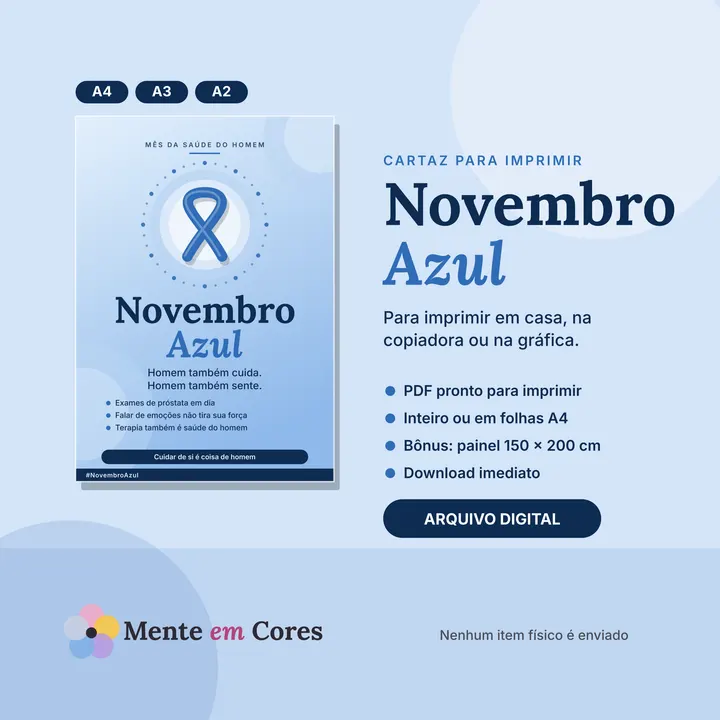 A4 A3 A2
MÊS DA SAÚDE DO HOMEM
Novembro
Azul
Homem também cuida.
Homem também sente.
Exames de próstata em dia
Falar de emoções não tira sua força
Terapia também é saúde do homem
Cuidar de si é coisa de homem
#NovembroAzul
CARTAZ PARA IMPRIMIR
Novembro
Azul
Para imprimir em casa, na
copiadora ou na gráfica.
PDF pronto para imprimir
Inteiro ou em folhas A4
Bônus: painel 150 × 200 cm
Download imediato
ARQUIVO DIGITAL
Mente em Cores
Nenhum item físico é enviado